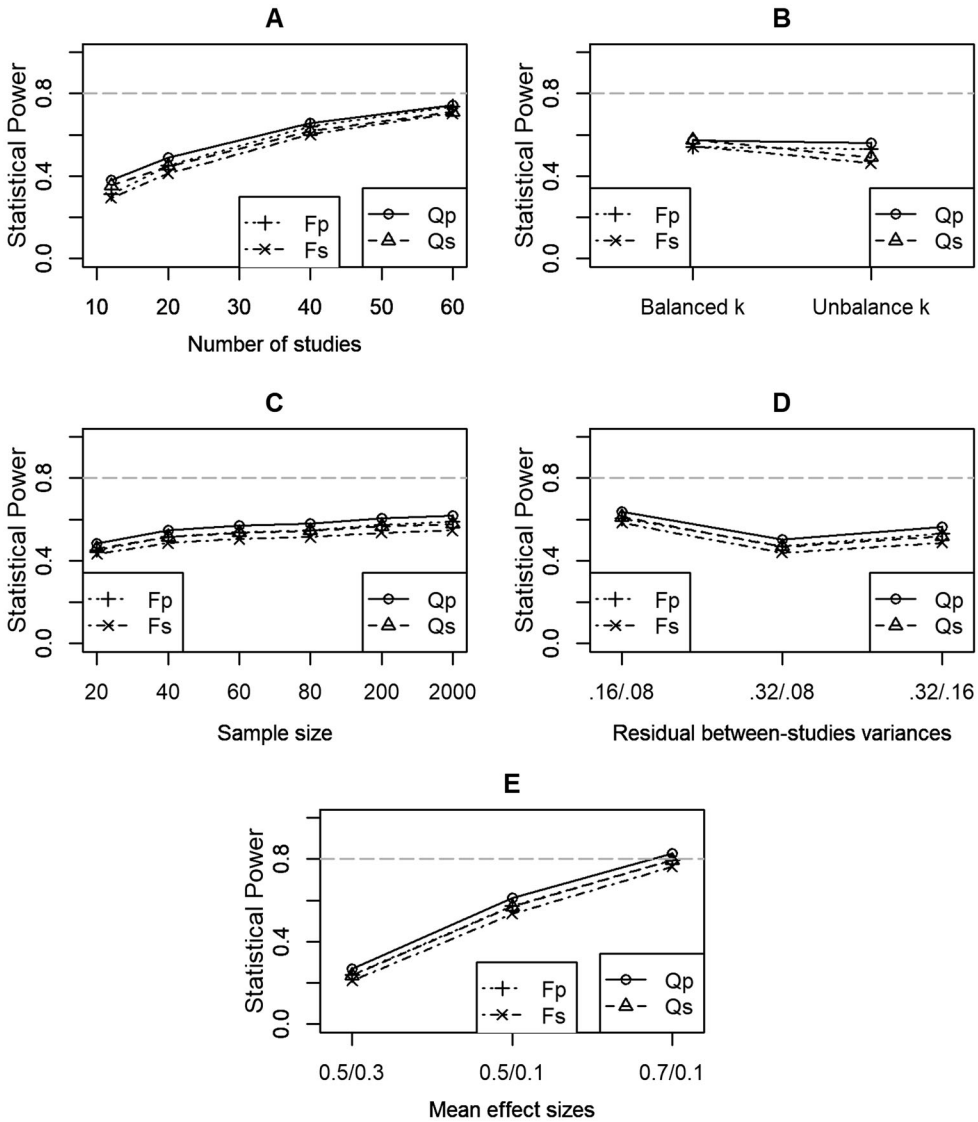 A
Statistical Power
0.0 0.4 0.8
Fp
Fs
Qp
Qs
10 20 30 40 50 60
Number of studies
B
Statistical Power
0.0 0.4 0.8
Fp
Fs
Qp
Qs
Balanced k Unbalance k
C
Statistical Power
0.0 0.4 0.8
Fp
Fs
Qp
Qs
20 40 60 80 200 2000
Sample size
D
Statistical Power
0.0 0.4 0.8
Fp
Fs
Qp
Qs
.16/.08 .32/.08 .32/.16
Residual between-studies variances
E
Statistical Power
0.0 0.4 0.8
Fp
Fs
Qp
Qs
0.5/0.3 0.5/0.1 0.7/0.1
Mean effect sizes